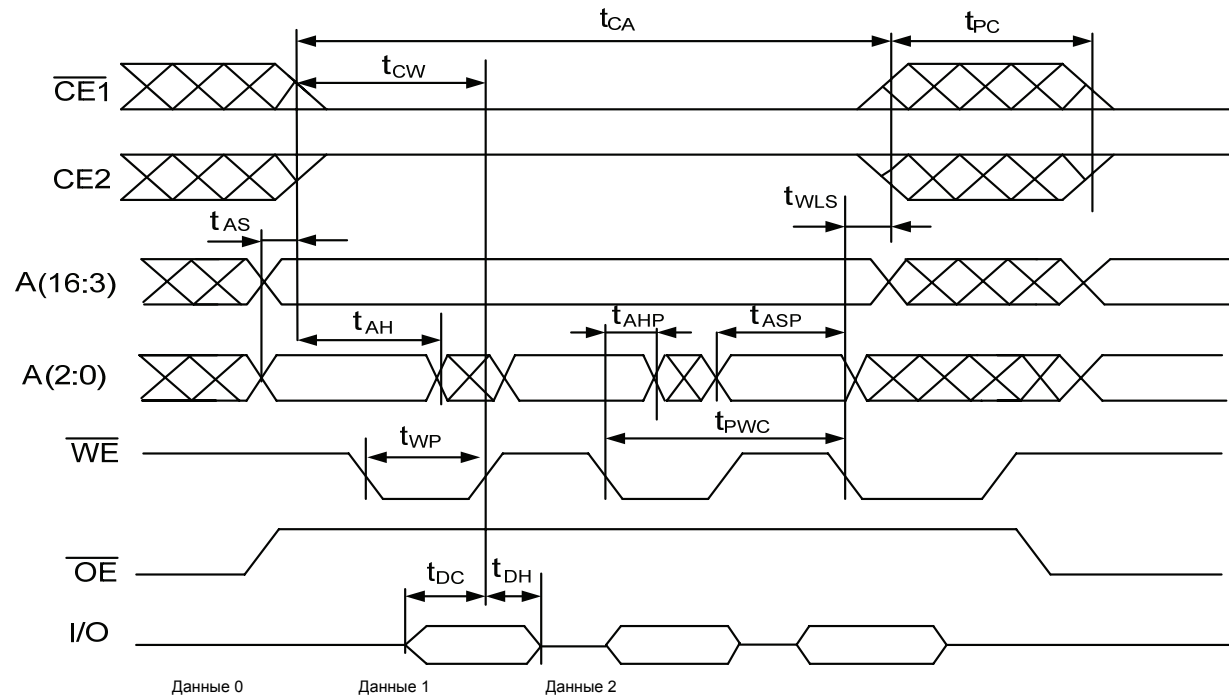 tCA
tPC
tCW
CE1
CE2
tWLS
tAS
A(16:3)
tAH
tAHP
tASP
A(2:0)
tPWC
WE
tWP
OE
tDC
tDH
I/O
Данные 0
Данные 1
Данные 2